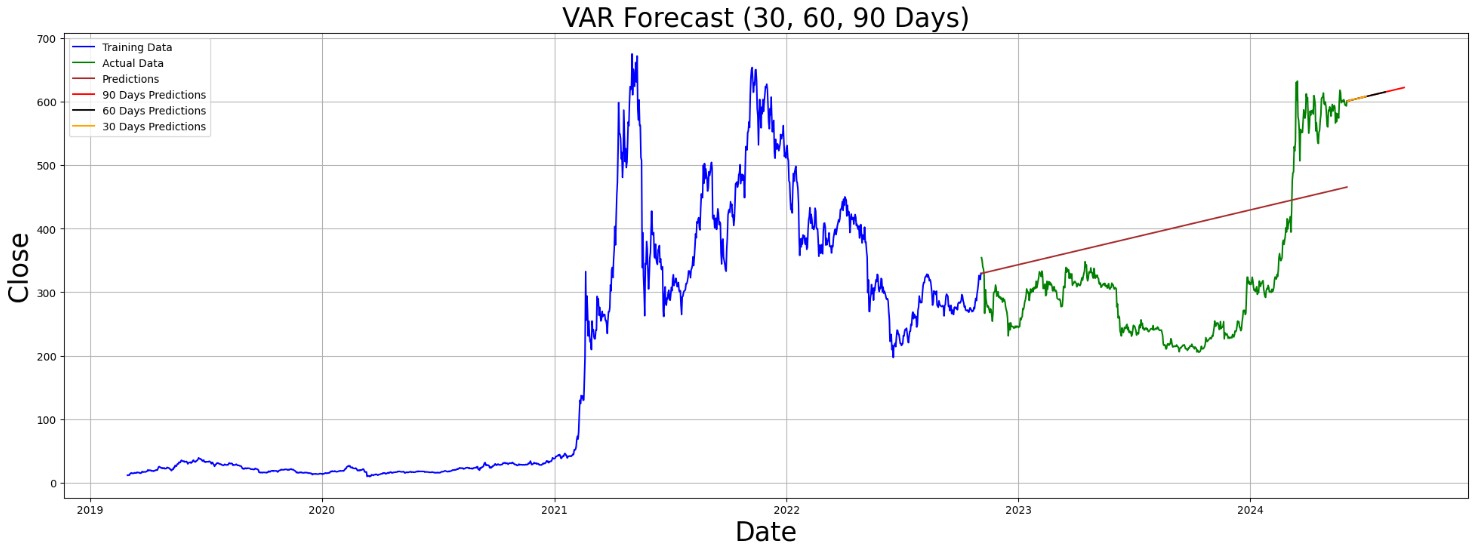 VAR Forecast (30, 60, 90 Days)
700
600
500
400
300
200
100
0
Close
Training Data
Actual Data
Predictions
90 Days Predictions
60 Days Predictions
30 Days Predictions
2019 2020 2021 2022 2023 2024
Date